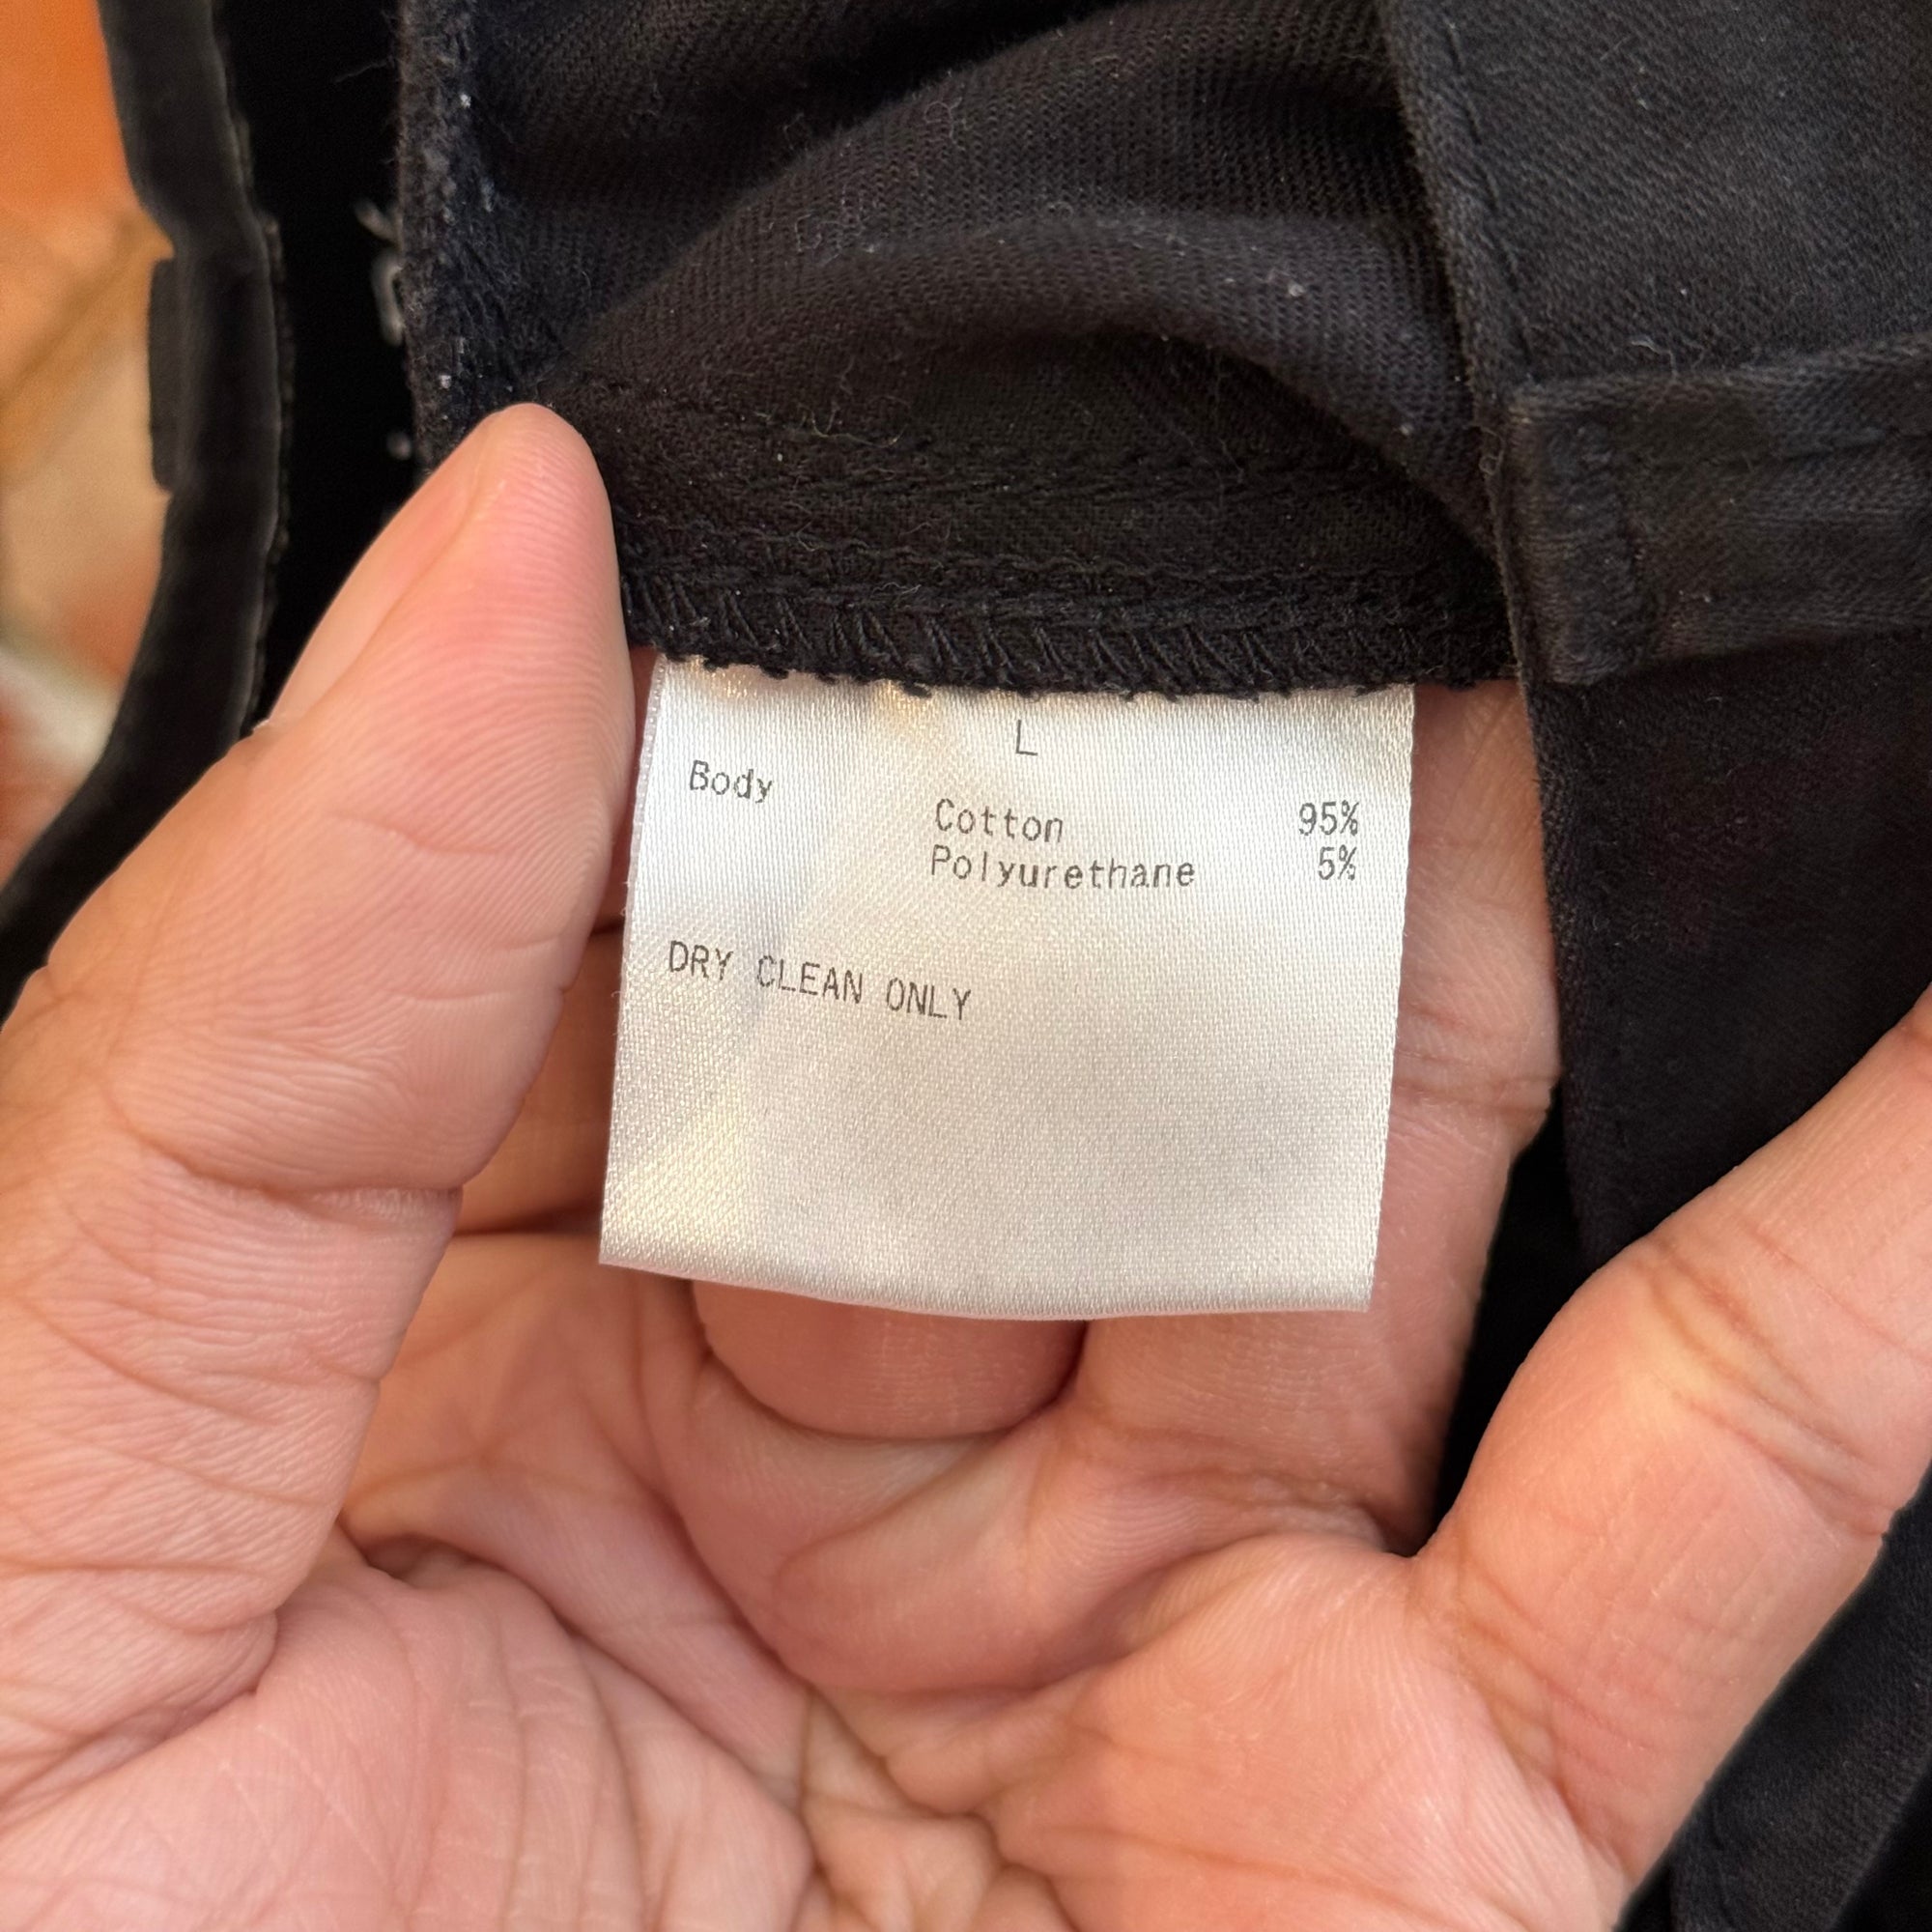 L
Body
Cotton 95%
Polyurethane 5%
DRY CLEAN ONLY